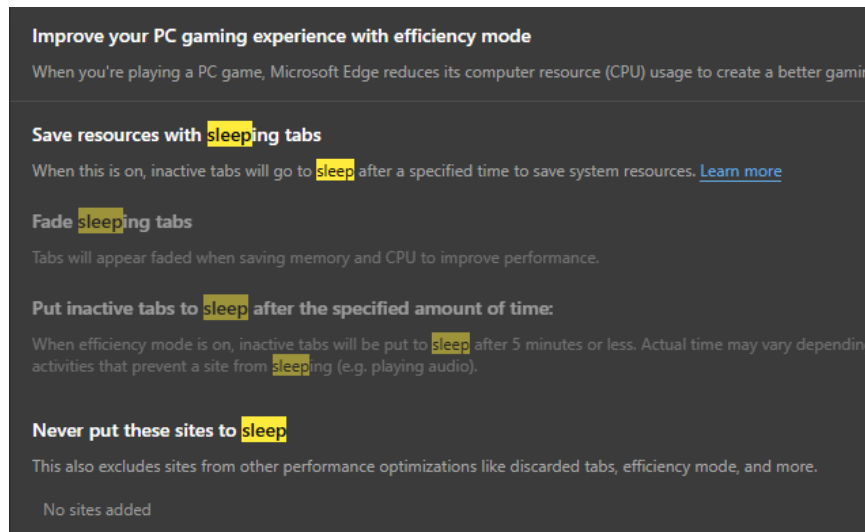 Improve your PC gaming experience with efficiency mode
When you're playing a PC game, Microsoft Edge reduces its computer resource (CPU) usage to create a better
Save resources with sleeping tabs
When this is on, inactive tabs will go to sleep after a specified time to save system resources. Learn more
Fade sleeping tabs
Tabs will appear faded when saving memory and CPU to improve performance.
Put inactive tabs to sleep after the specified amount of time:
When efficiency mode is on, inactive tabs will be put to sleep after 5 minutes or less. Actual time may vary
activities that prevent a site from sleeping (e.g. playing audio).
Never put these sites to sleep
This also excludes sites from other performance optimizations like discarded tabs, efficiency mode, and more.
No sites added